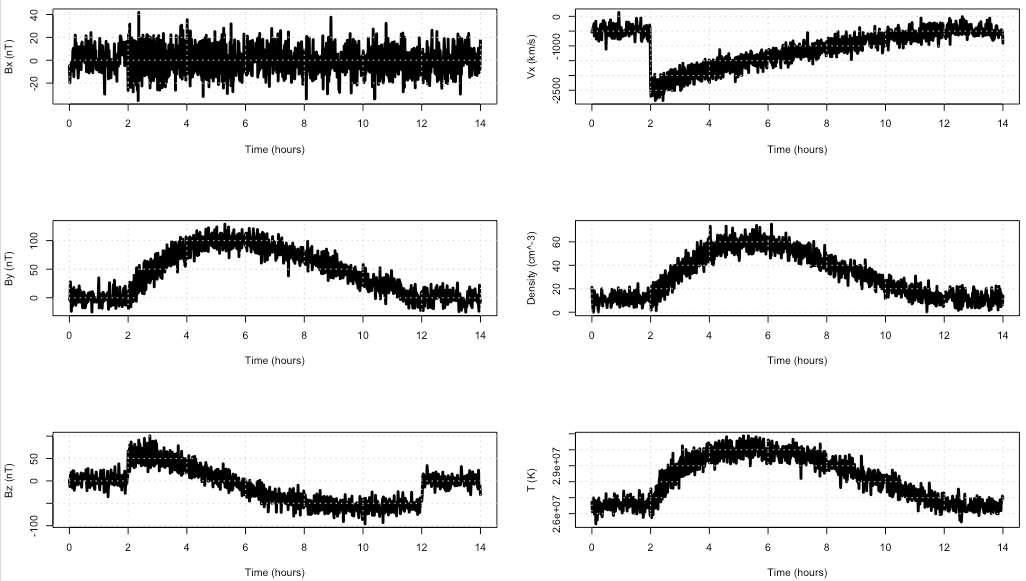 Bx (nT)
40
20
0
20
0 2 4 6 8 10 12 14
Time (hours)
Vx (km/s)
0
-1000
-2500
0 2 4 6 8 10 12 14
Time (hours)
By (nT)
100
50
0
0 2 4 6 8 10 12 14
Time (hours)
Density (cm^-3)
60
40
20
0
0 2 4 6 8 10 12 14
Time (hours)
Bz (nT)
50
0
-100
0 2 4 6 8 10 12 14
Time (hours)
T (K)
2.9e+07
2.6e+07
0 2 4 6 8 10 12 14
Time (hours)